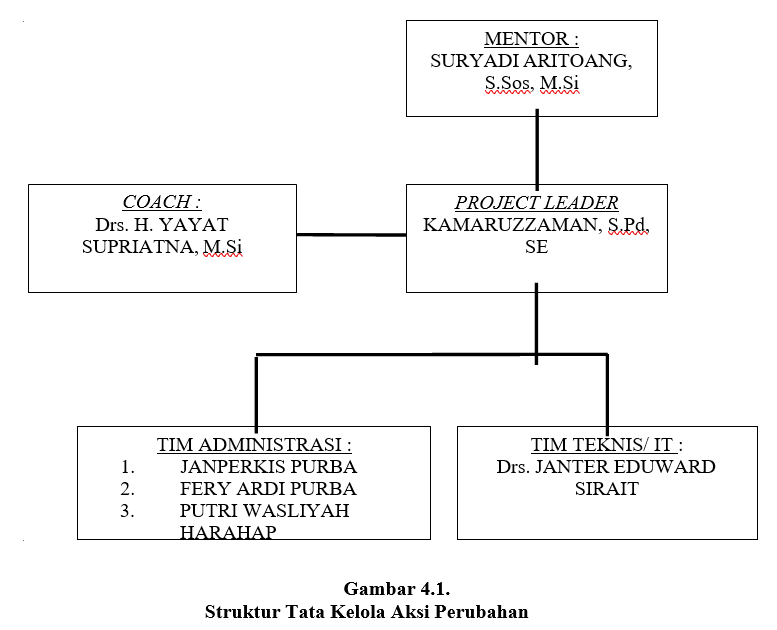 MENTOR :
SURYADI ARITOANG,
S.Sos, M.Si
COACH :
Drs. H. YAYAT
SUPRIATNA, M.Si
PROJECT LEADER
KAMARUZZAMAN, S.Pd,
SE
TIM ADMINISTRASI :
1. JANPERKIS PURBA
2. FERY ARDI PURBA
3. PUTRI WASLIYAH
HARAHAP
TIM TEKNIS/ IT :
Drs. JANTER EDUWARD
SIRAIT
Gambar 4.1.
Struktur Tata Kelola Aksi Perubahan